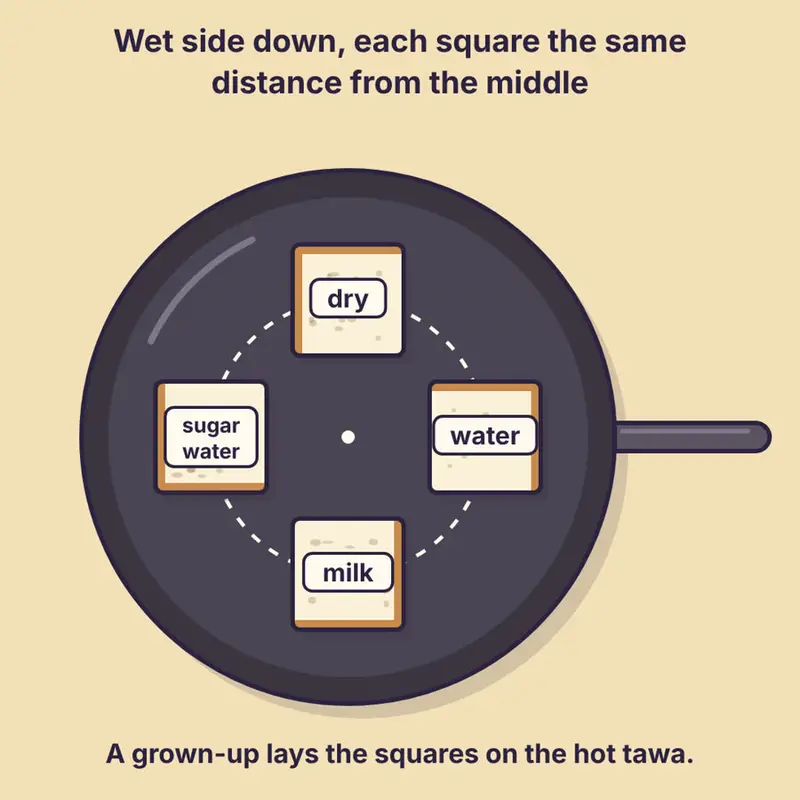 Wet side down, each square the same
distance from the middle
dry
sugar
water
water
milk
A grown-up lays the squares on the hot tawa.